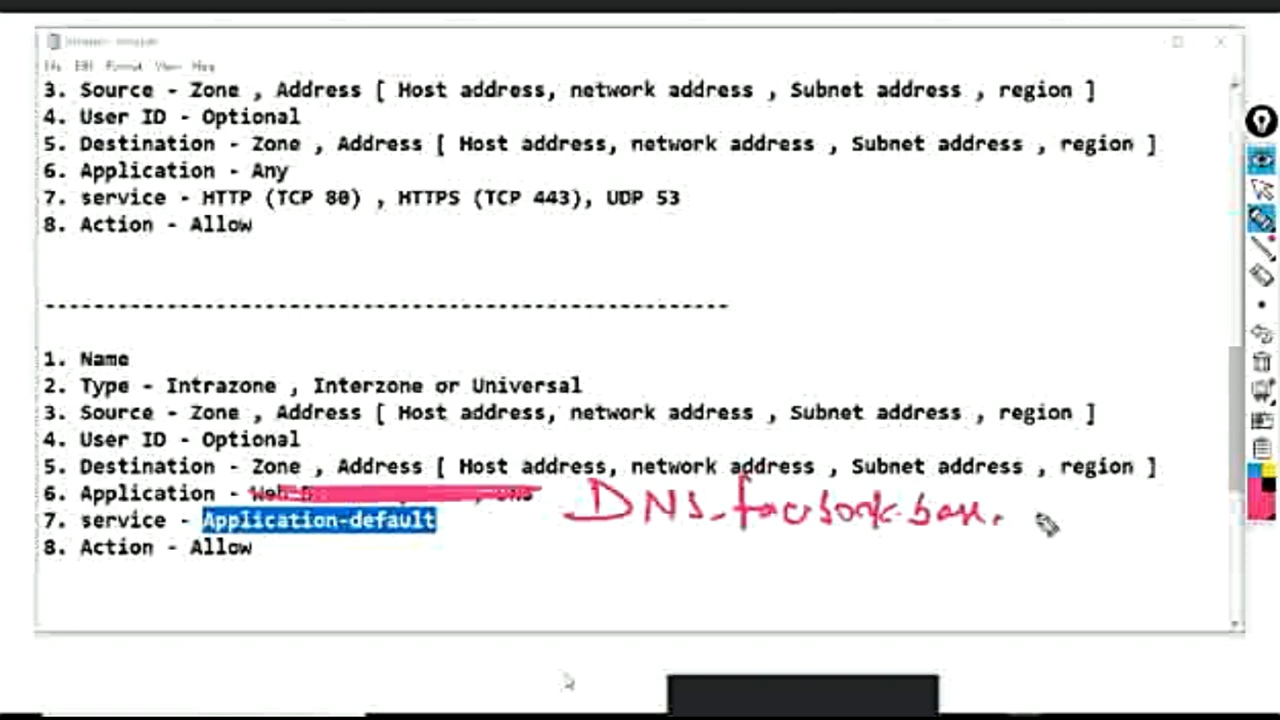 3. Source - Zone , Address [ Host address, network address , Subnet address , region ]
4. User ID - Optional
5. Destination - Zone , Address [ Host address, network address , Subnet address , region ]
6. Application - Any
7. service - HTTP (TCP 80) , HTTPS (TCP 443), UDP 53
8. Action - Allow
-------------------------------------------------------
1. Name
2. Type - Intrazone , Interzone or Universal
3. Source - Zone , Address [ Host address, network address , Subnet address , region ]
4. User ID - Optional
5. Destination - Zone , Address [ Host address, network address , Subnet address , region ]
6. Application -
DNS. facebook-base.
7. service - Application-default
8. Action - Allow